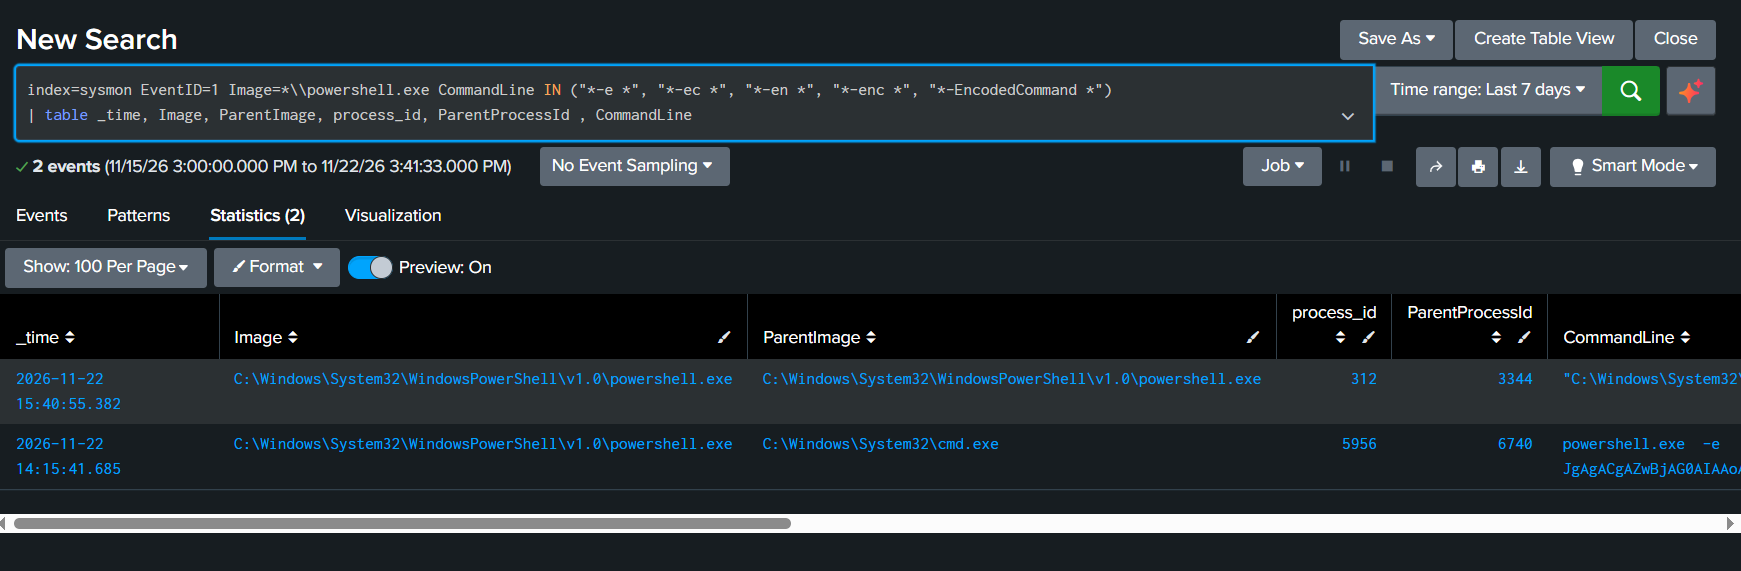 New Search
Save As
Create Table View
Close
index=sysmon EventID=1 Image=*\\powershell.exe CommandLine IN ("*-e *", "*-ec *", "*-en *", "*-enc *", "*-EncodedCommand *")
| table _time, Image, ParentImage, process_id, ParentProcessId , CommandLine
Time range: Last 7 days
2 events (11/15/26 3:00:00.000 PM to 11/22/26 3:41:33.000 PM)
No Event Sampling
Job
Smart Mode
Events
Patterns
Statistics (2)
Visualization
Show: 100 Per Page
Format
Preview: On
_time
Image
ParentImage
process_id
ParentProcessId
CommandLine
2026-11-22
15:40:55.382
C:\Windows\System32\WindowsPowerShell\v1.0\powershell.exe
C:\Windows\System32\WindowsPowerShell\v1.0\powershell.exe
312
3344
"C:\Windows\System32\
2026-11-22
14:15:41.685
C:\Windows\System32\WindowsPowerShell\v1.0\powershell.exe
C:\Windows\System32\cmd.exe
5956
6740
powershell.exe -e
JgAgACgAZwBjAG0AIAAoA